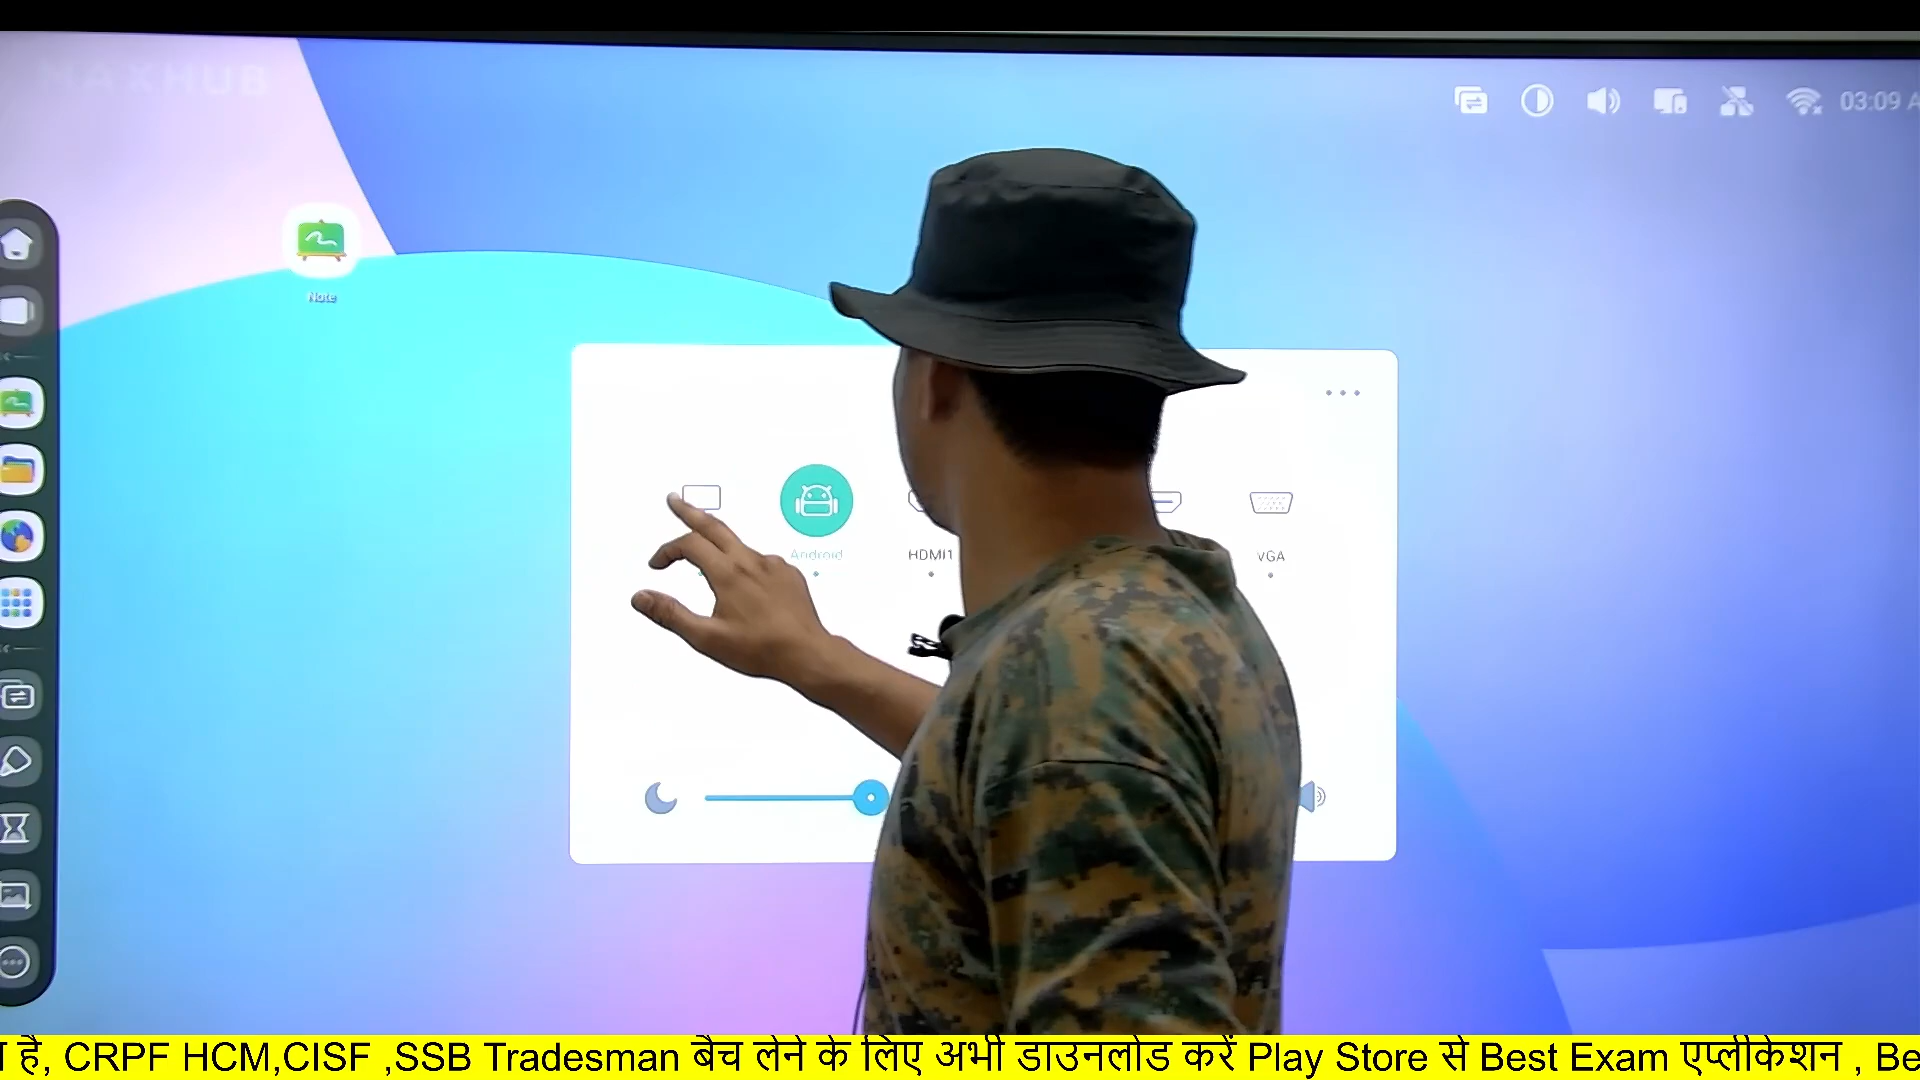 MAXHUB
03:09 A
Note
Android
HDMI1
VGA
है, CRPF HCM,CISF ,SSB Tradesman बैच लेने के लिए अभी डाउनलोड करें Play Store से Best Exam एप्लीकेशन , Be